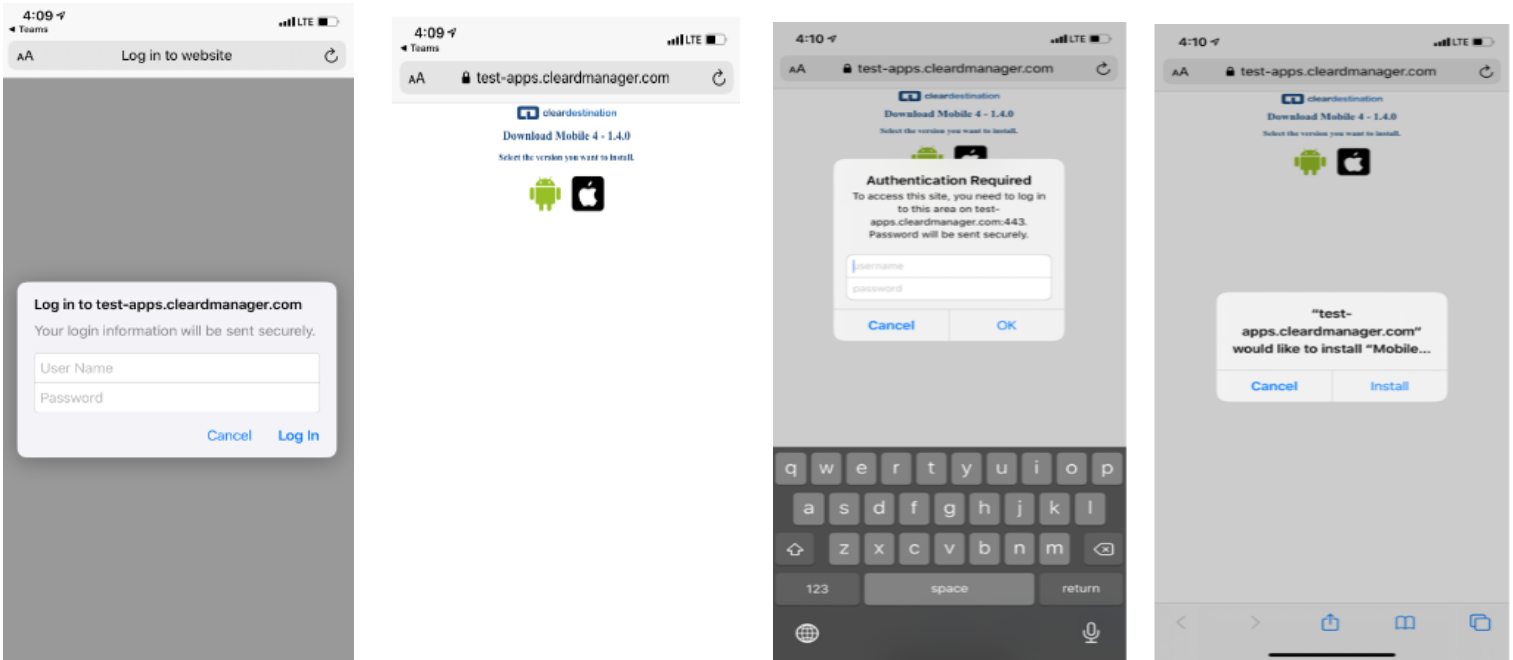 4:09
LTE
Teams
AA
Log in to website
Log in to test-apps.cleardmanager.com
Your login information will be sent securely.
User Name
Password
Cancel
Log In
4:09
LTE
Teams
AA
test-apps.cleardmanager.com
cleardestination
Download Mobile 4 - 1.4.0
Select the version you want to install.
4:10
LTE
AA
test-apps.cleardmanager.com
cleardestination
Download Mobile 4 - 1.4.0
Select the version you want to install.
Authentication Required
To access this site, you need to log in
to this area on test-
apps.cleardmanager.com:443.
Password will be sent securely.
username
password
Cancel
OK
q w e r t y u i o p
a s d f g h j k l
z x c v b n m
123
space
return
4:10
LTE
AA
test-apps.cleardmanager.com
cleardestination
Download Mobile 4 - 1.4.0
Select the version you want to install.
"test-
apps.cleardmanager.com"
would like to install "Mobile...
Cancel
Install